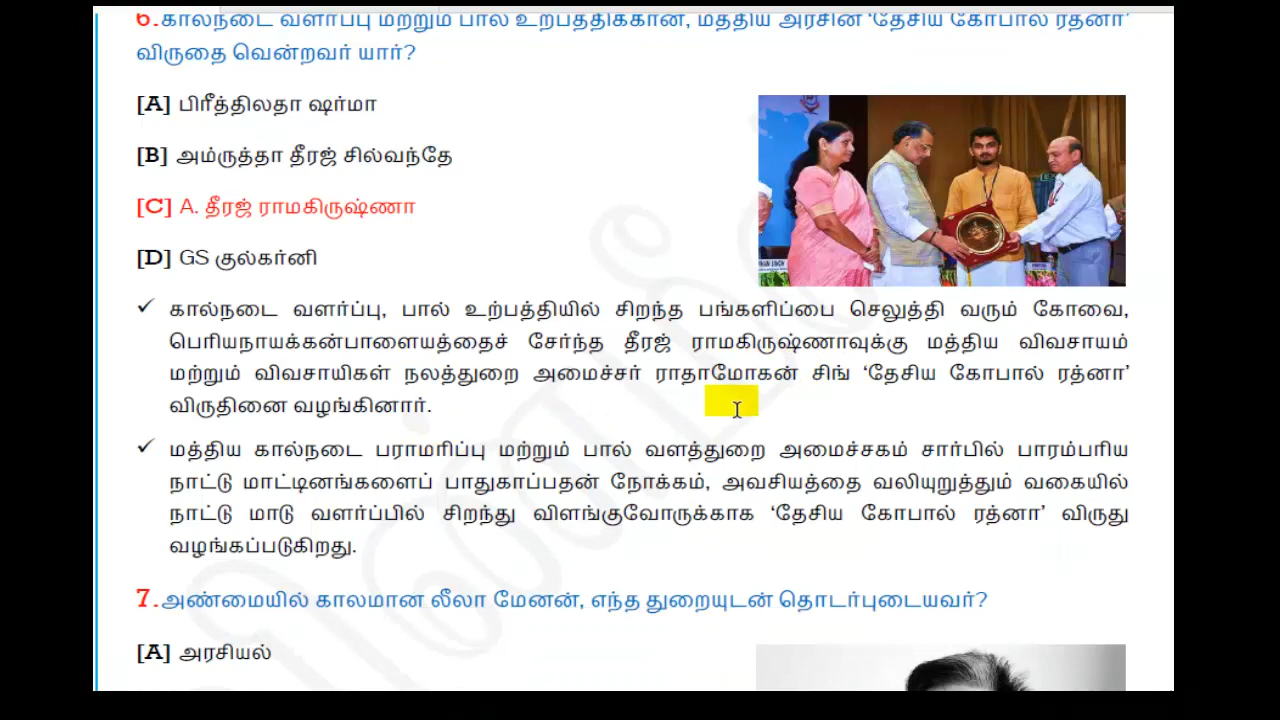 6.கால்நடை வளர்ப்பு மற்றும் பால் உற்பத்திக்கான, மத்திய அரசின் ‘தேசிய கோபால் ரத்னா’
விருதை வென்றவர் யார்?
[A] பிரீத்திலதா ஷர்மா
[B] அம்ருத்தா தீரஜ் சில்வந்தே
[C] A. தீரஜ் ராமகிருஷ்ணா
[D] GS குல்கர்னி
✓ கால்நடை வளர்ப்பு, பால் உற்பத்தியில் சிறந்த பங்களிப்பை செலுத்தி வரும் கோவை,
பெரியநாயக்கன்பாளையத்தைச் சேர்ந்த தீரஜ் ராமகிருஷ்ணாவுக்கு மத்திய விவசாயம்
மற்றும் விவசாயிகள் நலத்துறை அமைச்சர் ராதாமோகன் சிங் ‘தேசிய கோபால் ரத்னா’
விருதினை வழங்கினார்.
✓ மத்திய கால்நடை பராமரிப்பு மற்றும் பால் வளத்துறை அமைச்சகம் சார்பில் பாரம்பரிய
நாட்டு மாட்டினங்களைப் பாதுகாப்பதன் நோக்கம், அவசியத்தை வலியுறுத்தும் வகையில்
நாட்டு மாடு வளர்ப்பில் சிறந்து விளங்குவோருக்காக ‘தேசிய கோபால் ரத்னா’ விருது
வழங்கப்படுகிறது.
7.அண்மையில் காலமான லீலா மேனன், எந்த துறையுடன் தொடர்புடையவர்?
[A] அரசியல்